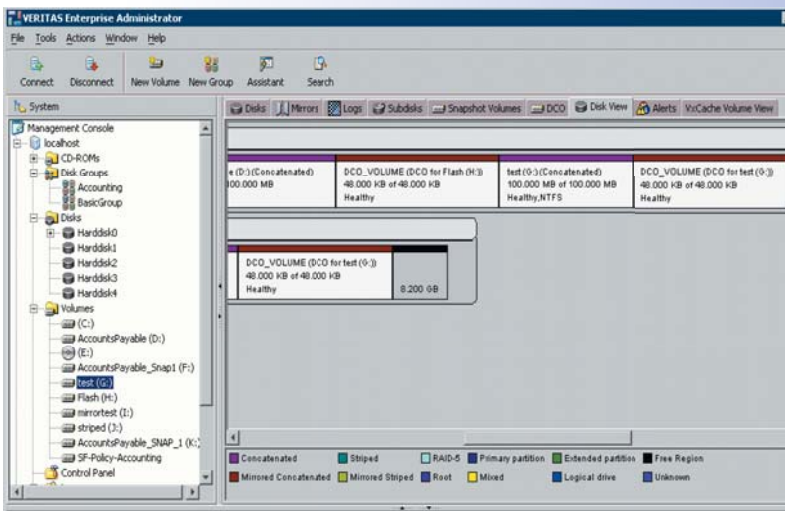 VERITAS Enterprise Administrator
File Tools Actions Window Help
Connect Disconnect New Volume New Group Assistant Search
System
Disks Mirrors Logs Subdisks Snapshot Volumes DCO Disk View Alerts VxCache Volume View
Management Console
localhost
CD-ROMs
Disk Groups
Accounting
BasicGroup
Disks
Harddisk0
Harddisk1
Harddisk2
Harddisk3
Harddisk4
Volumes
(C:)
AccountsPayable (D:)
(E:)
AccountsPayable_Snap1 (F:)
test (G:)
Flash (H:)
mirrortest (I:)
striped (J:)
AccountsPayable_SNAP_1 (K:)
SF-Policy-Accounting
Control Panel
e (D:)(Concatenated)
100.000 MB
DCO_VOLUME (DCO for Flash (H:))
48.000 KB of 48.000 KB
Healthy
test (G:)(Concatenated)
100.000 MB of 100.000 MB
Healthy,NTFS
DCO_VOLUME (DCO for test (G:))
48.000 KB of 48.000 KB
Healthy
DCO_VOLUME (DCO for test (G:))
48.000 KB of 48.000 KB
Healthy
8.200 GB
Concatenated Striped RAID-5 Primary partition Extended partition Free Region
Mirrored Concatenated Mirrored Striped Root Mixed Logical drive Unknown